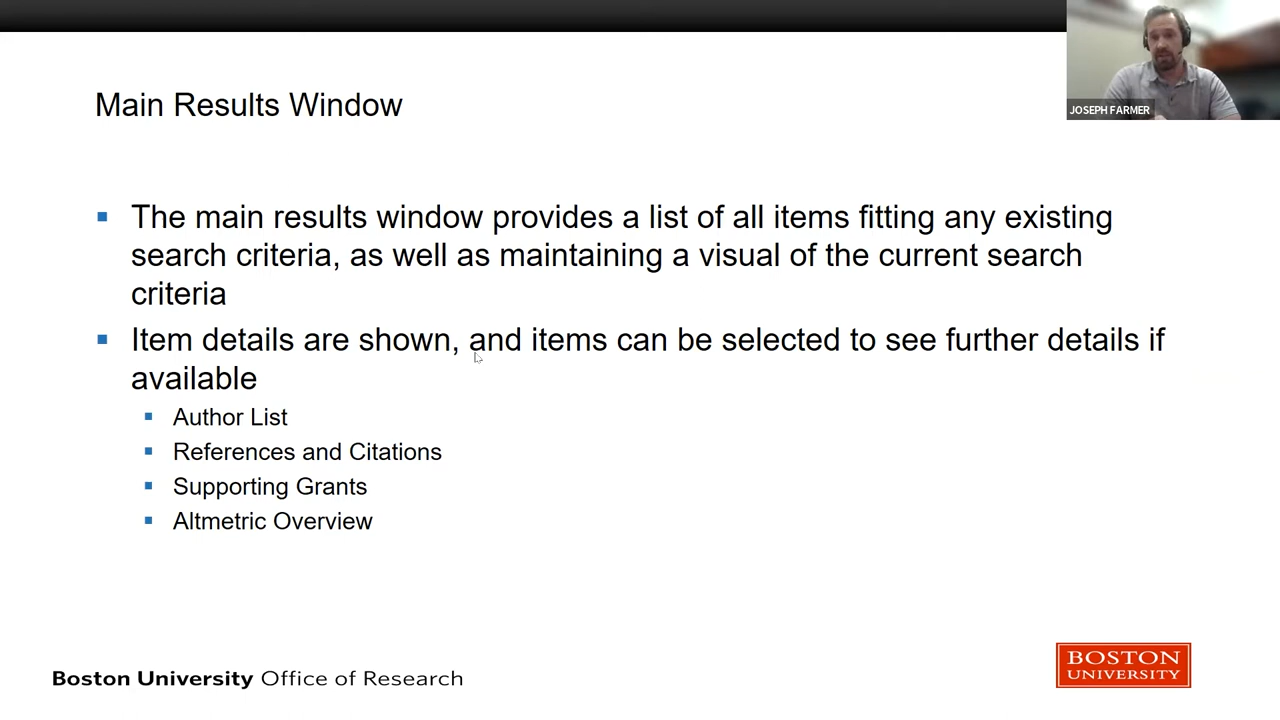 JOSEPH FARMER
Main Results Window
The main results window provides a list of all items fitting any existing
search criteria, as well as maintaining a visual of the current search
criteria
Item details are shown, and items can be selected to see further details if
available
Author List
References and Citations
Supporting Grants
Altmetric Overview
Boston University Office of Research
BOSTON
UNIVERSITY